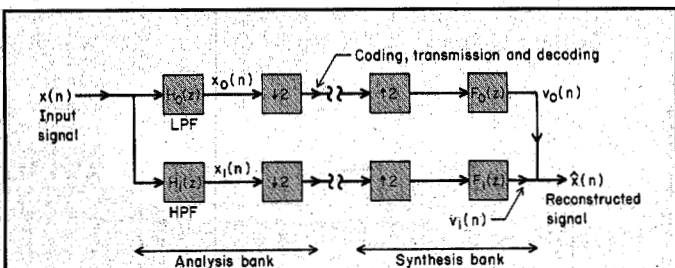 Coding, transmission and decoding
x(n) H₀(z) x₀(n) ↓2 ↑2 F₀(z) v₀(n)
Input signal
LPF
H₁(z) x₁(n) ↓2 ↑2 F₁(z) x̂(n)
HPF
v₁(n)
Reconstructed signal
Analysis bank Synthesis bank